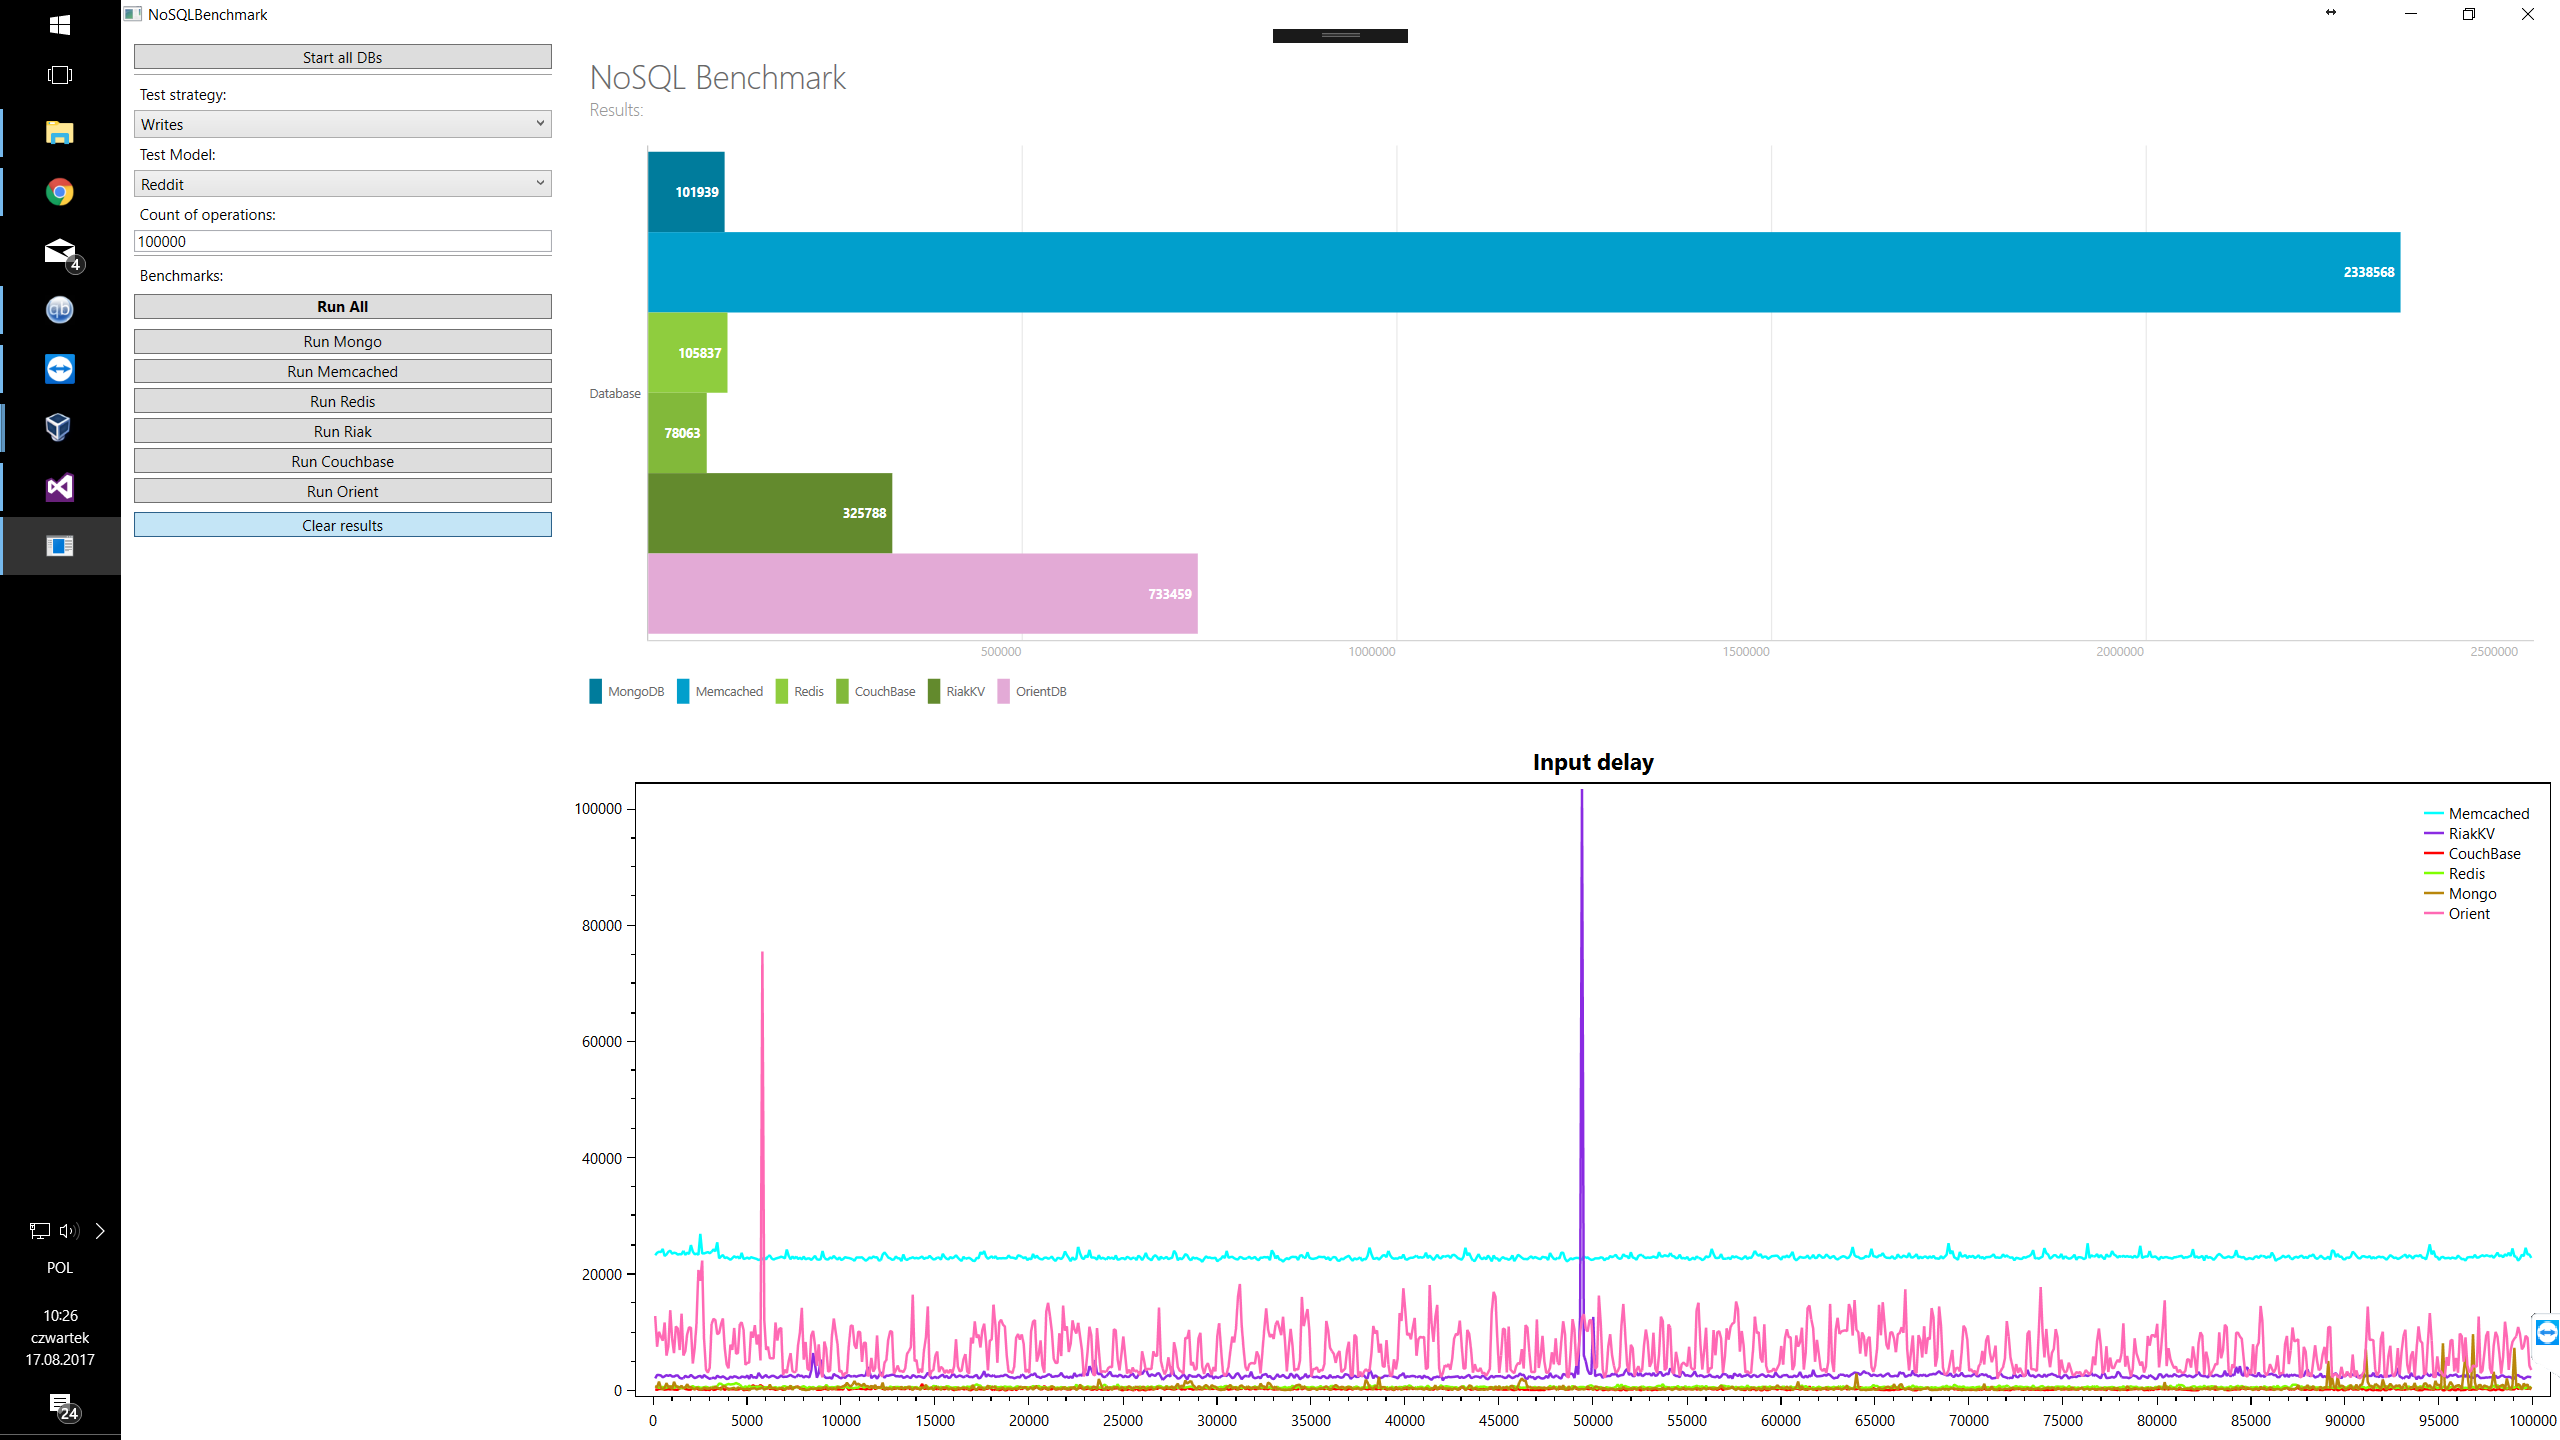 NoSQLBenchmark
Start all DBs
Test strategy:
Writes
Test Model:
Reddit
Count of operations:
100000
Benchmarks:
Run All
Run Mongo
Run Memcached
Run Redis
Run Riak
Run Couchbase
Run Orient
Clear results
4
qb
POL
10:26
czwartek
17.08.2017
24
NoSQL Benchmark
Results:
101939
2338568
105837
78063
325788
733459
Database
500000 1000000 1500000 2000000 2500000
MongoDB Memcached Redis CouchBase RiakKV OrientDB
Input delay
100000
80000
60000
40000
20000
0
Memcached
RiakKV
CouchBase
Redis
Mongo
Orient
0 5000 10000 15000 20000 25000 30000 35000 40000 45000 50000 55000 60000 65000 70000 75000 80000 85000 90000 95000 100000